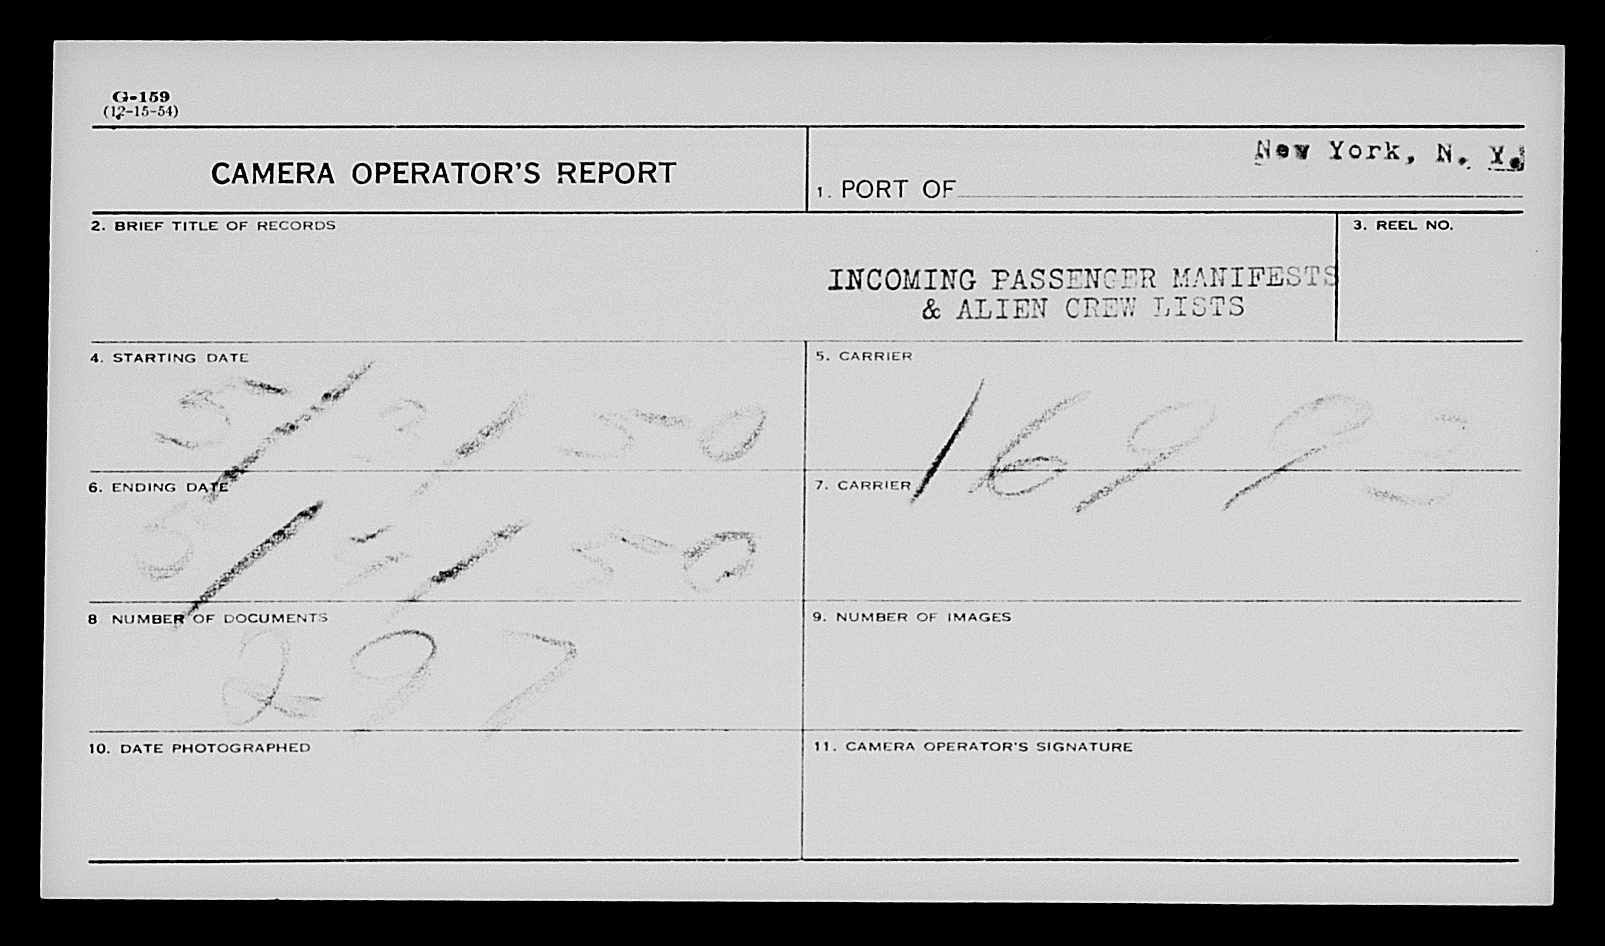 G-159
(12-15-54)
CAMERA OPERATOR'S REPORT
New York, N. Y.
1. PORT OF
2. BRIEF TITLE OF RECORDS
3. REEL NO.
INCOMING PASSENGER MANIFESTS
& ALIEN CREW LISTS
4. STARTING DATE
5/3/50
5. CARRIER
16993
6. ENDING DATE
5/4/50
7. CARRIER
8 NUMBER OF DOCUMENTS
297
9. NUMBER OF IMAGES
10. DATE PHOTOGRAPHED
11. CAMERA OPERATOR'S SIGNATURE